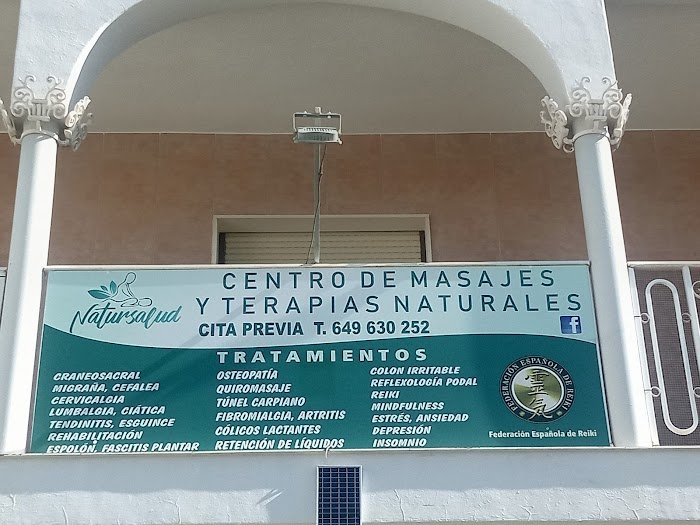 Natursalud
CENTRO DE MASAJES
Y TERAPIAS NATURALES
CITA PREVIA T. 649 630 252
f
TRATAMIENTOS
CRANEOSACRAL
MIGRAÑA, CEFALEA
CERVICALGIA
LUMBALGIA, CIÁTICA
TENDINITIS, ESGUINCE
REHABILITACIÓN
ESPOLÓN, FASCITIS PLANTAR
OSTEOPATÍA
QUIROMASAJE
TÚNEL CARPIANO
FIBROMIALGIA, ARTRITIS
CÓLICOS LACTANTES
RETENCIÓN DE LÍQUIDOS
COLON IRRITABLE
REFLEXOLOGÍA PODAL
REIKI
MINDFULNESS
ESTRÉS, ANSIEDAD
DEPRESIÓN
INSOMNIO
FEDERACIÓN ESPAÑOLA DE REIKI
靈氣
Federación Española de Reiki